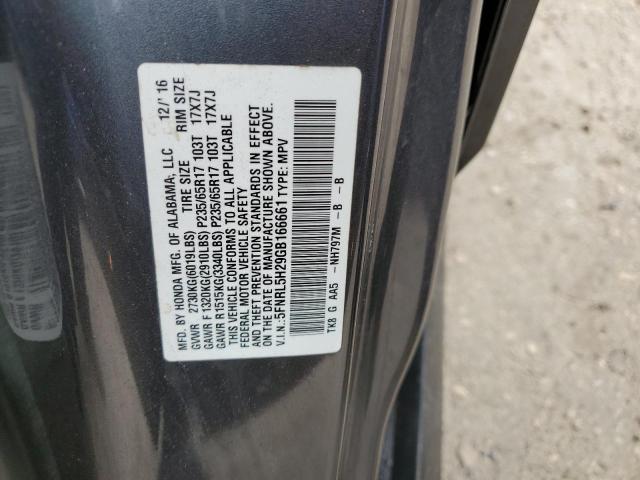 MFD. BY HONDA MFG. OF ALABAMA, LLC 12/ 16
TIRE SIZE RIM SIZE
GVWR 2730KG(6019LBS)
GAWR F 1320KG(2910LBS) P235/65R17 103T 17X7J
GAWR R 1515KG(3340LBS) P235/65R17 103T 17X7J
THIS VEHICLE CONFORMS TO ALL APPLICABLE
FEDERAL MOTOR VEHICLE SAFETY
AND THEFT PREVENTION STANDARDS IN EFFECT
ON THE DATE OF MANUFACTURE SHOWN ABOVE.
V.I.N.:5FNRL5H29GB166661 TYPE: MPV
TK8 G AA5 -NH797M -B -B